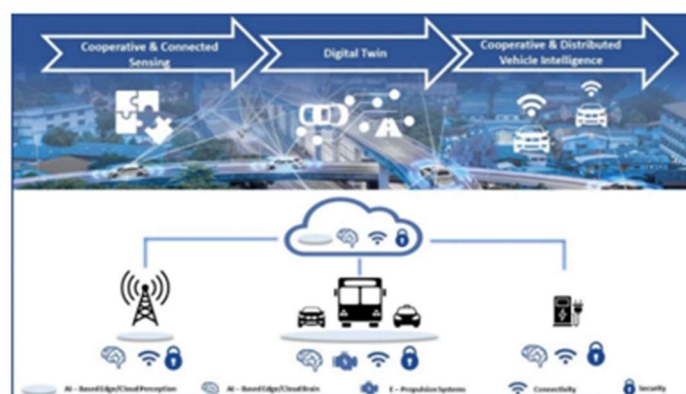 Cooperative & Connected
Sensing
Digital Twin
Cooperative & Distributed
Vehicle Intelligence
AI - Based Edge/Cloud Perception
AI - Based Edge/Cloud Brain
E - Propulsion Systems
Connectivity
Security